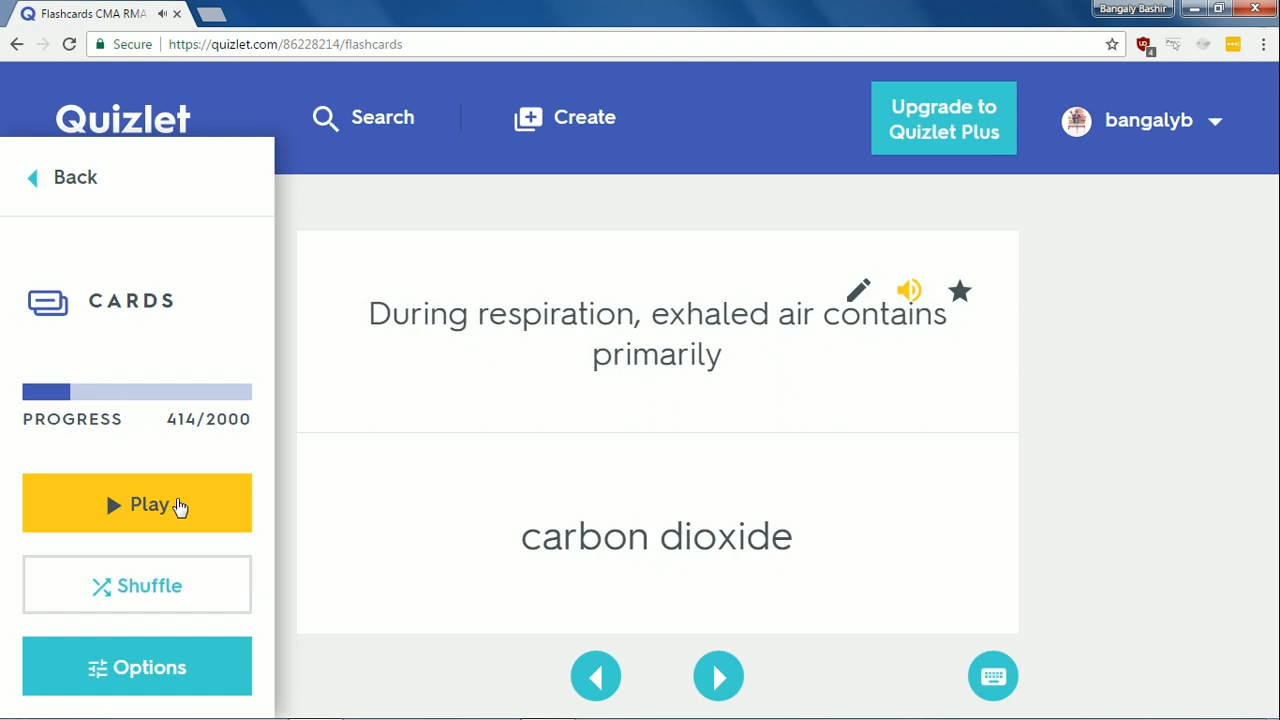 Flashcards CMA RMA
Bangaly Bashir
Secure
https://quizlet.com/86228214/flashcards
4
Quizlet
Search
Create
Upgrade to
Quizlet Plus
bangalyb
Back
CARDS
PROGRESS 414/2000
Play
Shuffle
Options
During respiration, exhaled air contains
primarily
carbon dioxide